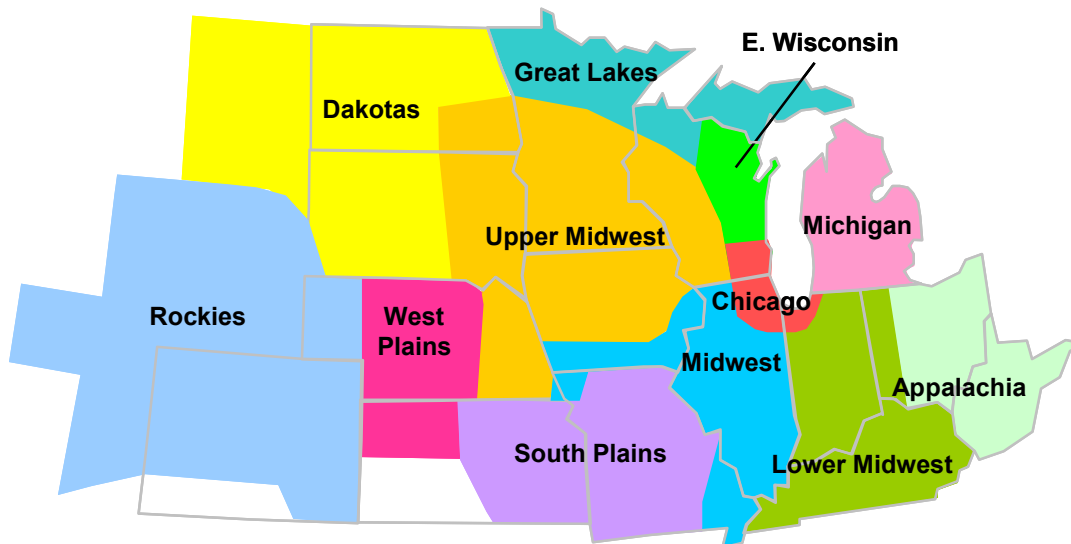 E. Wisconsin
Great Lakes
Dakotas
Michigan
Upper Midwest
Chicago
Rockies
West
Plains
Midwest
Appalachia
South Plains
Lower Midwest